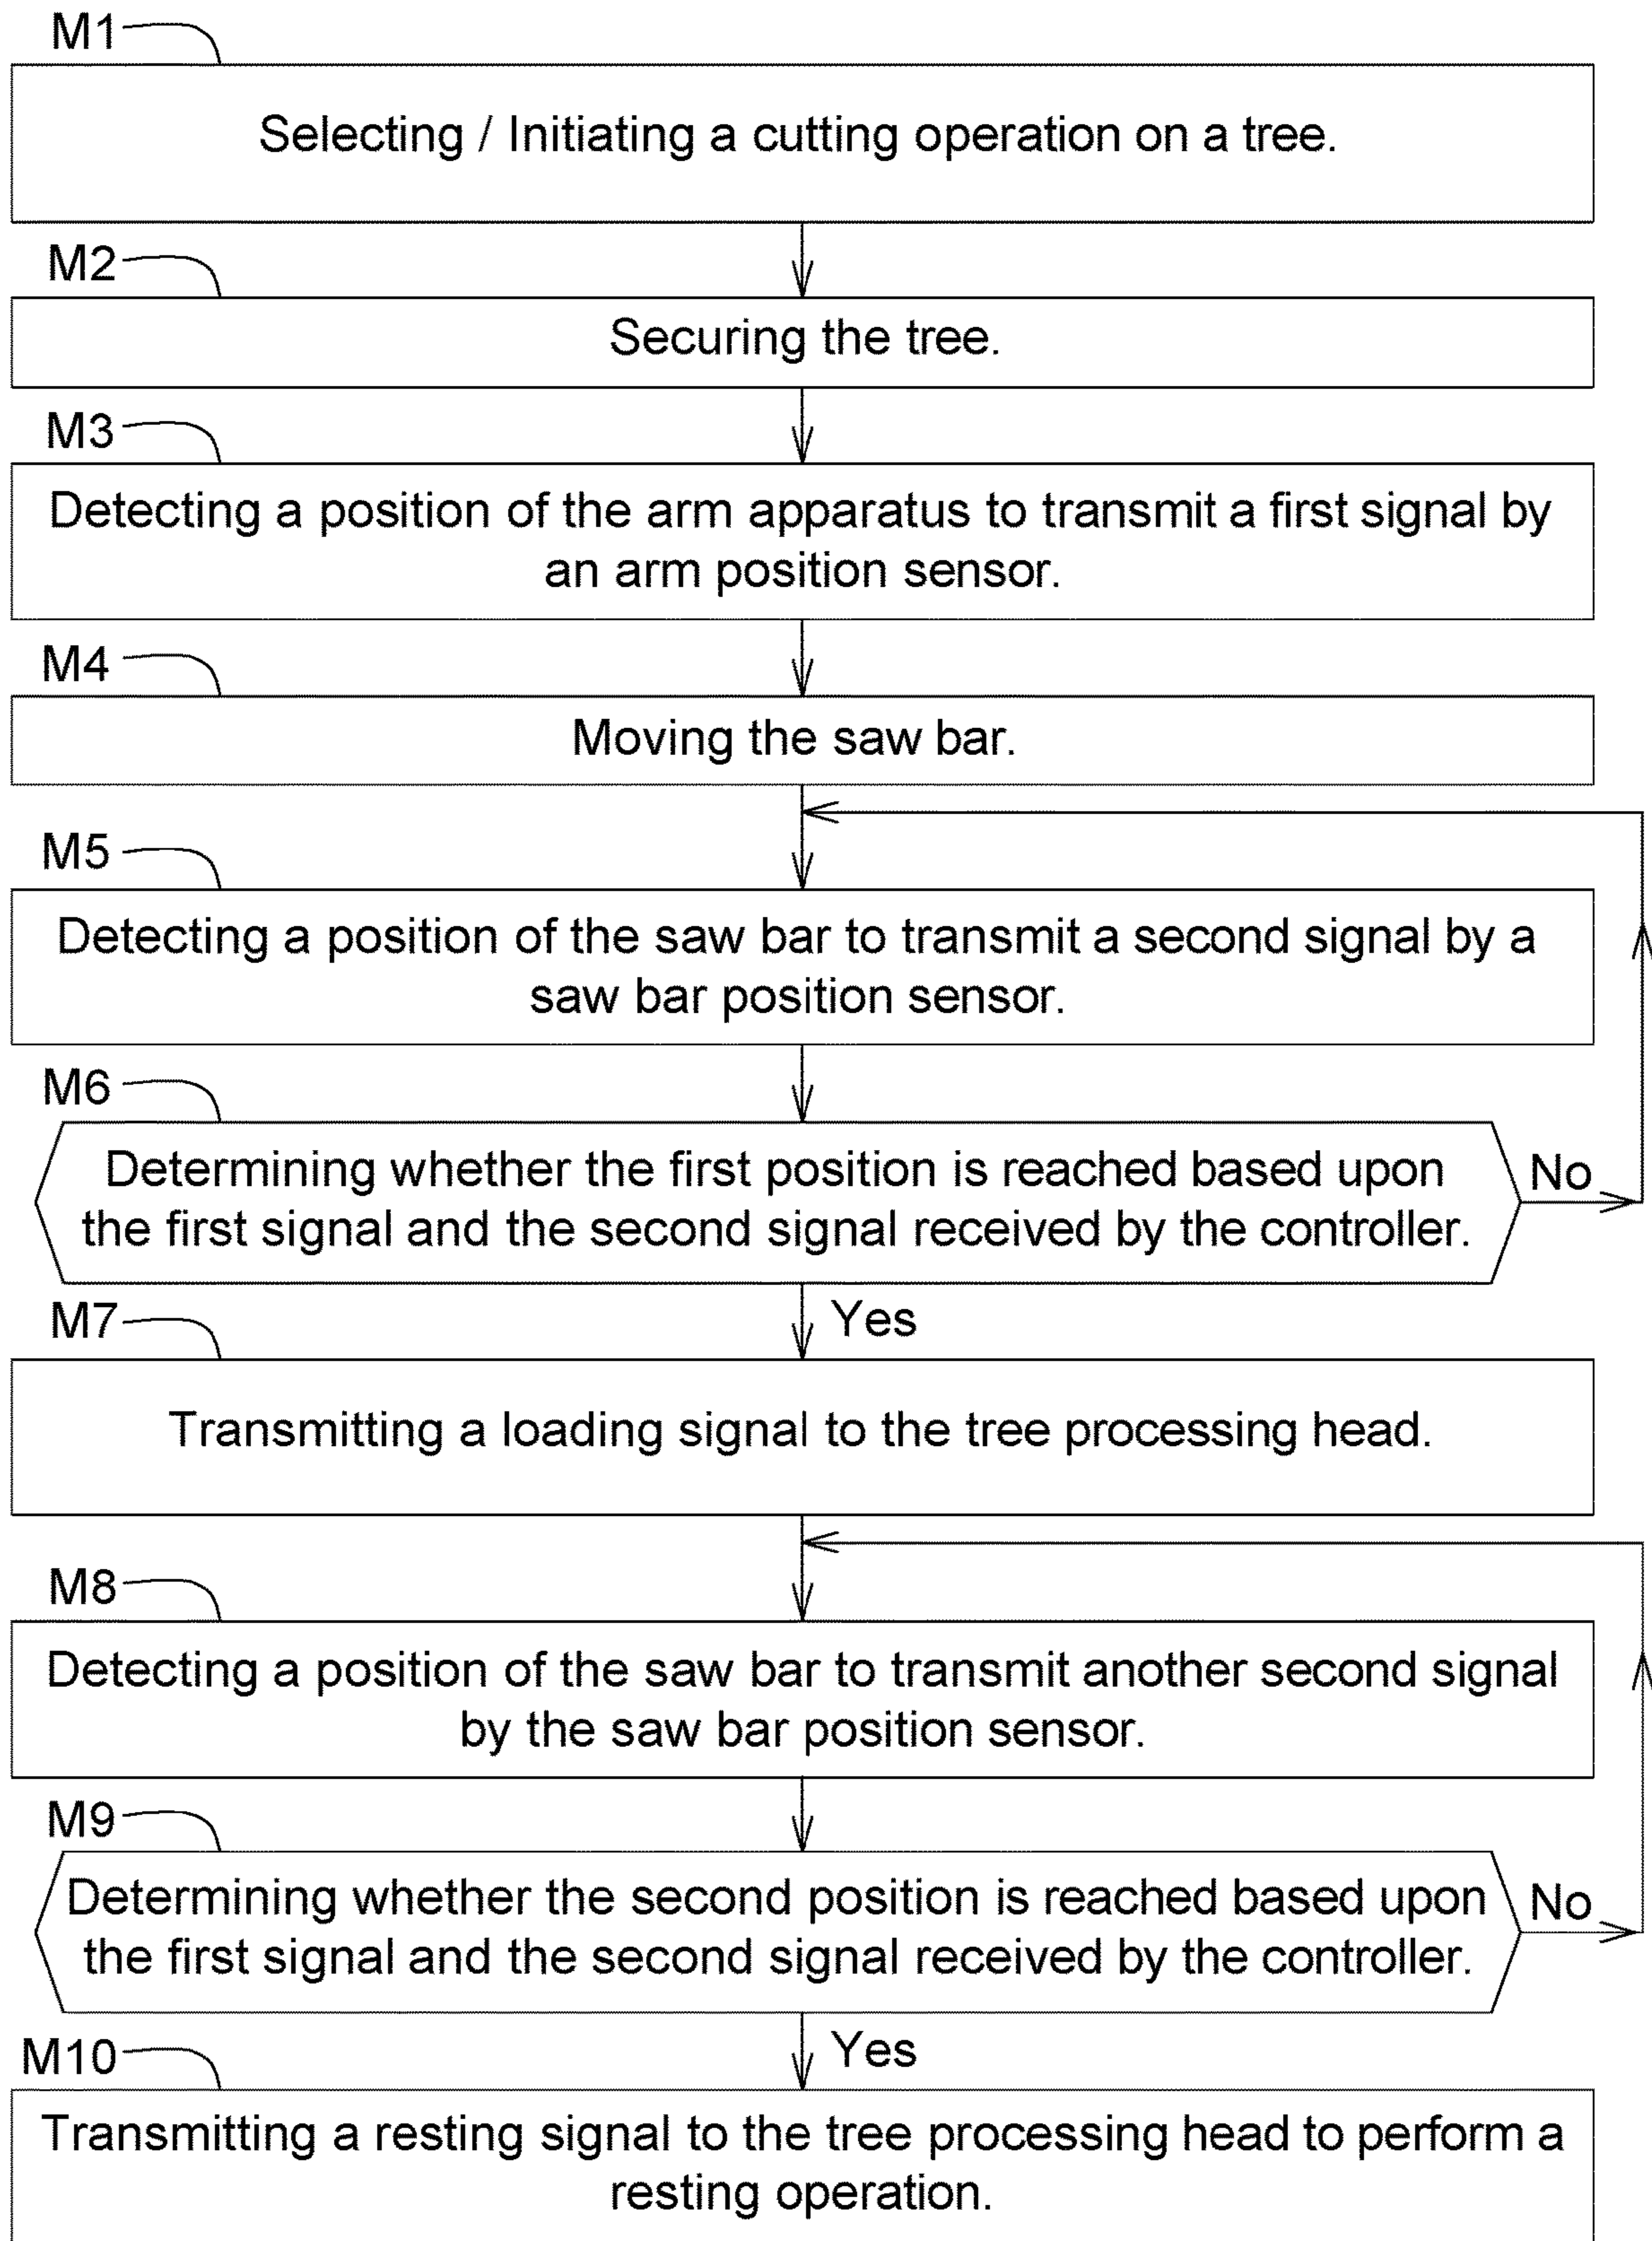 M1
Selecting / Initiating a cutting operation on a tree.
M2
Securing the tree.
M3
Detecting a position of the arm apparatus to transmit a first signal by
an arm position sensor.
M4
Moving the saw bar.
M5
Detecting a position of the saw bar to transmit a second signal by a
saw bar position sensor.
M6
Determining whether the first position is reached based upon
the first signal and the second signal received by the controller.
No
Yes
M7
Transmitting a loading signal to the tree processing head.
M8
Detecting a position of the saw bar to transmit another second signal
by the saw bar position sensor.
M9
Determining whether the second position is reached based upon
the first signal and the second signal received by the controller.
No
Yes
M10
Transmitting a resting signal to the tree processing head to perform a
resting operation.